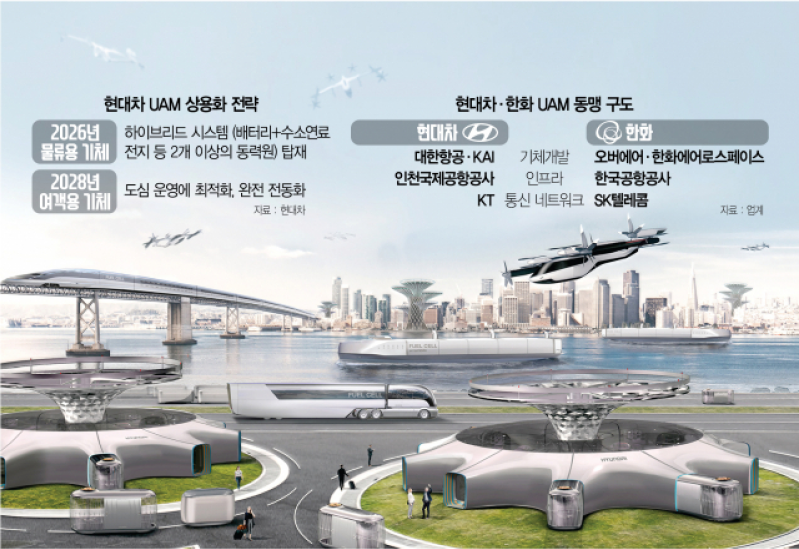 현대차 UAM 상용화 전략
2026년
물류용 기체
하이브리드 시스템 (배터리+수소연료
전지 등 2개 이상의 동력원) 탑재
2028년
여객용 기체
도심 운영에 최적화, 완전 전동화
자료 : 현대차
현대차·한화 UAM 동맹 구도
현대차 한화
대한항공·KAI 기체개발 오버에어·한화에어로스페이스
인천국제공항공사 인프라 한국공항공사
KT 통신 네트워크 SK텔레콤
자료 : 업계
FUEL CELL
FUEL CELL
HYUNDAI